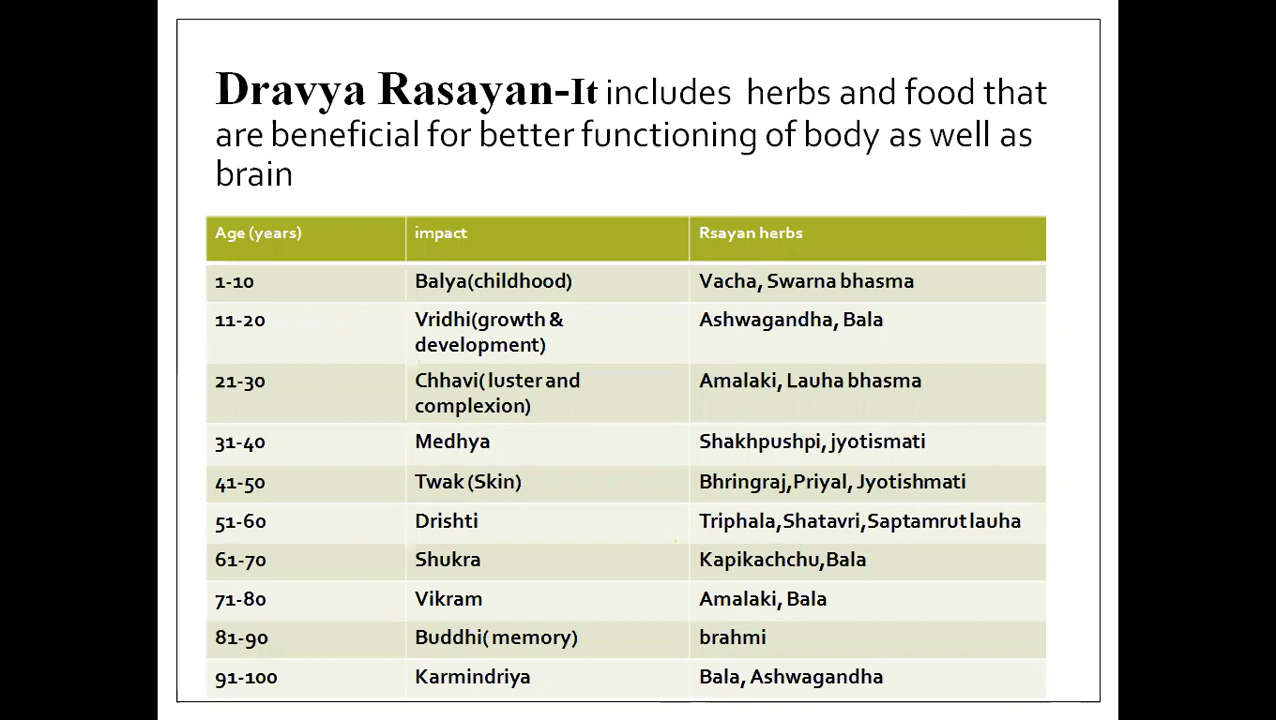 Dravya Rasayan-It includes herbs and food that
are beneficial for better functioning of body as well as
brain
Age (years) impact Rsayan herbs
1-10 Balya(childhood) Vacha, Swarna bhasma
11-20 Vridhi(growth & Ashwagandha, Bala
development)
21-30 Chhavi( luster and Amalaki, Lauha bhasma
complexion)
31-40 Medhya Shakhpushpi, jyotismati
41-50 Twak (Skin) Bhringraj,Priyal, Jyotishmati
51-60 Drishti Triphala,Shatavri,Saptamrut lauha
61-70 Shukra Kapikachchu,Bala
71-80 Vikram Amalaki, Bala
81-90 Buddhi( memory) brahmi
91-100 Karmindriya Bala, Ashwagandha